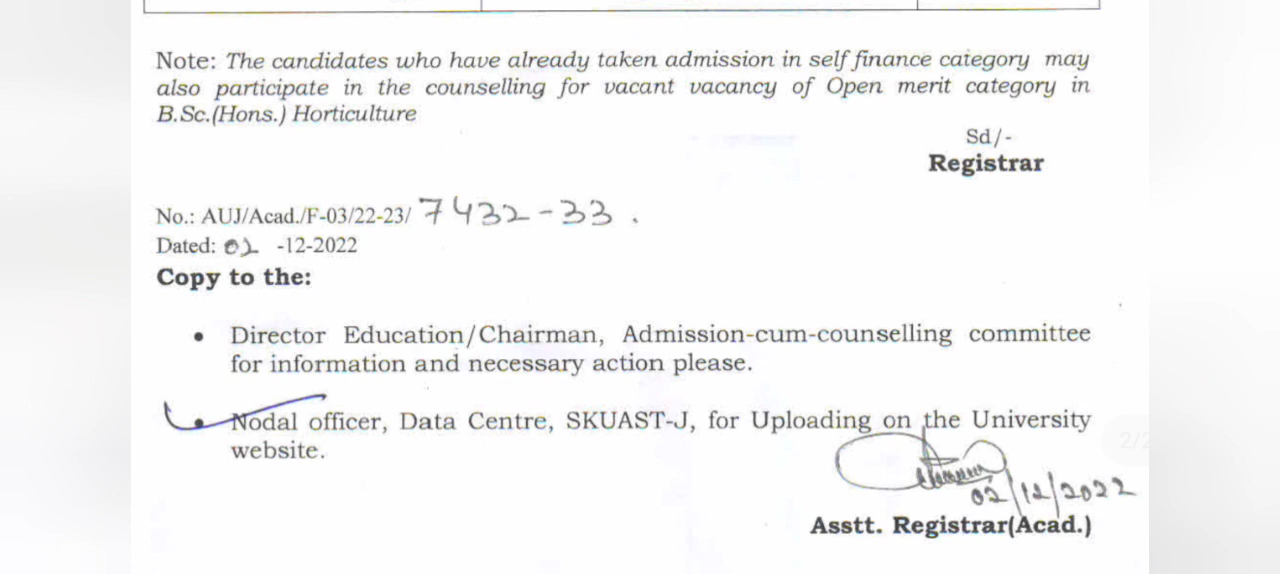 Note: The candidates who have already taken admission in self finance category may
also participate in the counselling for vacant vacancy of Open merit category in
B.Sc.(Hons.) Horticulture
Sd/-
Registrar
No.: AUJ/Acad./F-03/22-23/ 7432-33.
Dated: 02 -12-2022
Copy to the:
• Director Education/Chairman, Admission-cum-counselling committee
for information and necessary action please.
• Nodal officer, Data Centre, SKUAST-J, for Uploading on the University
website.
2/2
02/12/2022
Asstt. Registrar(Acad.)